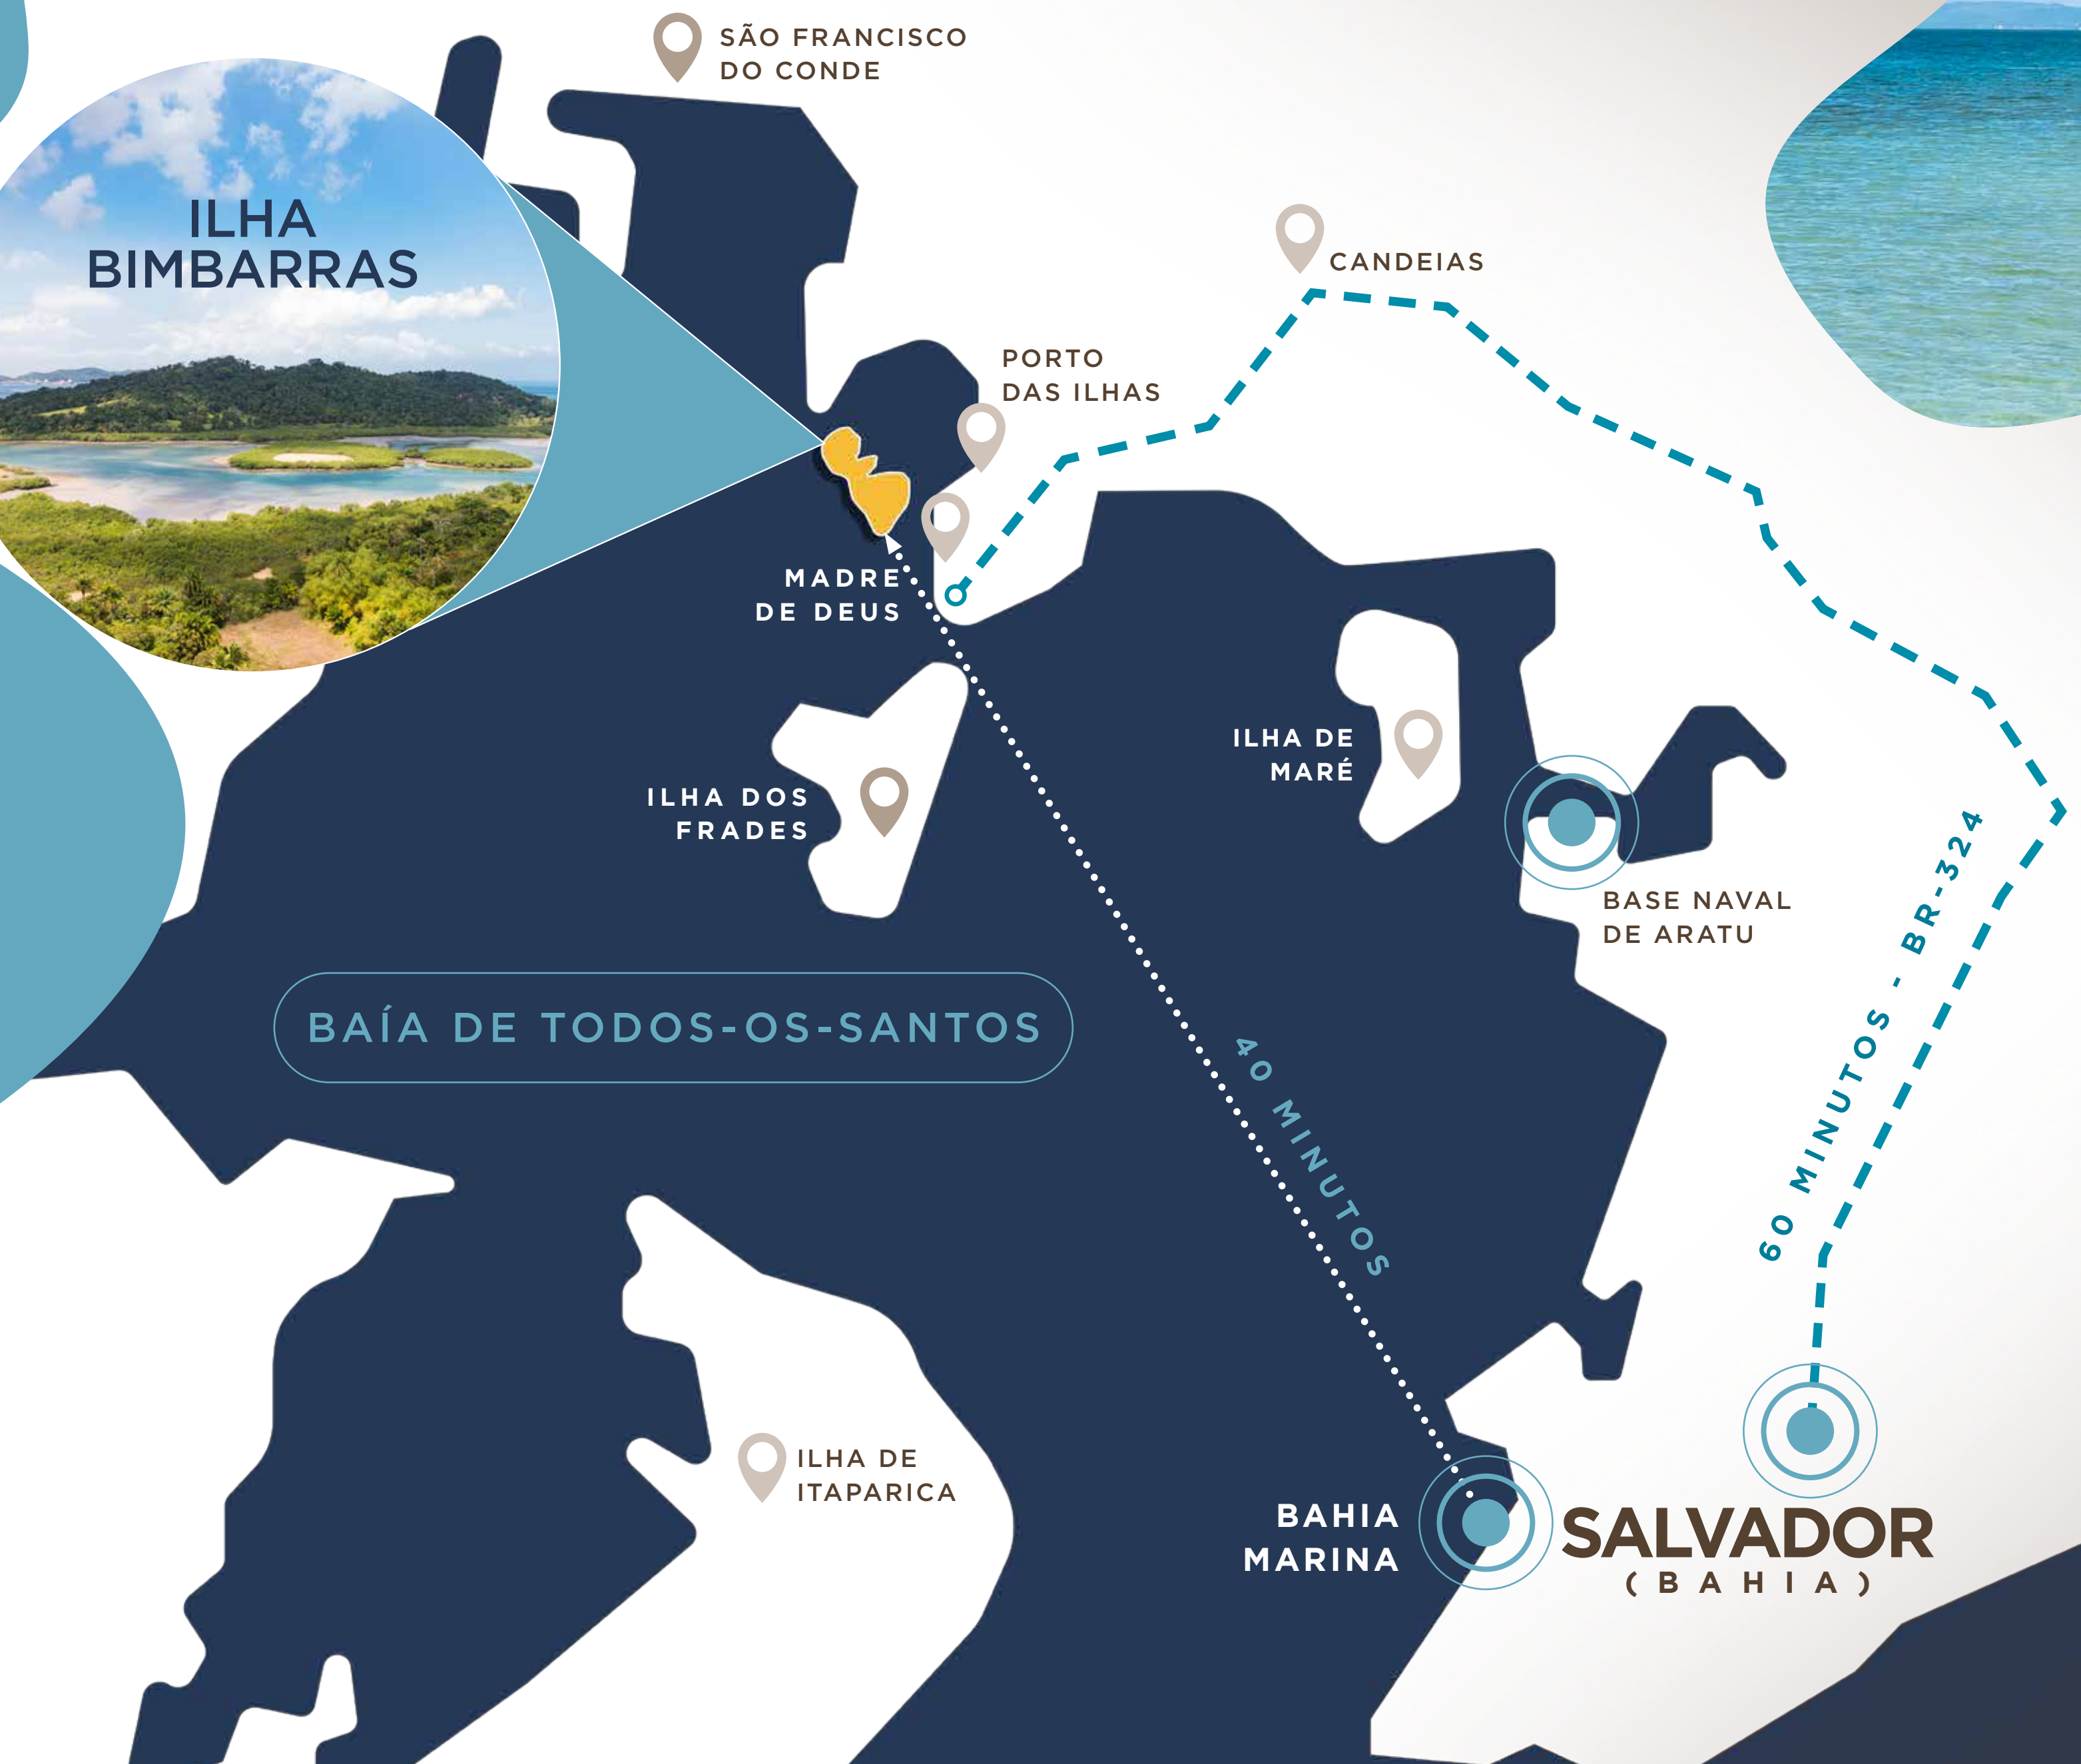 SÃO FRANCISCO
DO CONDE
ILHA
BIMBARRAS
CANDEIAS
PORTO
DAS ILHAS
MADRE
DE DEUS
ILHA DE
MARÉ
ILHA DOS
FRADES
BASE NAVAL
DE ARATU
60 MINUTOS - BR-324
BAÍA DE TODOS-OS-SANTOS
40 MINUTOS
ILHA DE
ITAPARICA
BAHIA
MARINA
SALVADOR
(BAHIA)